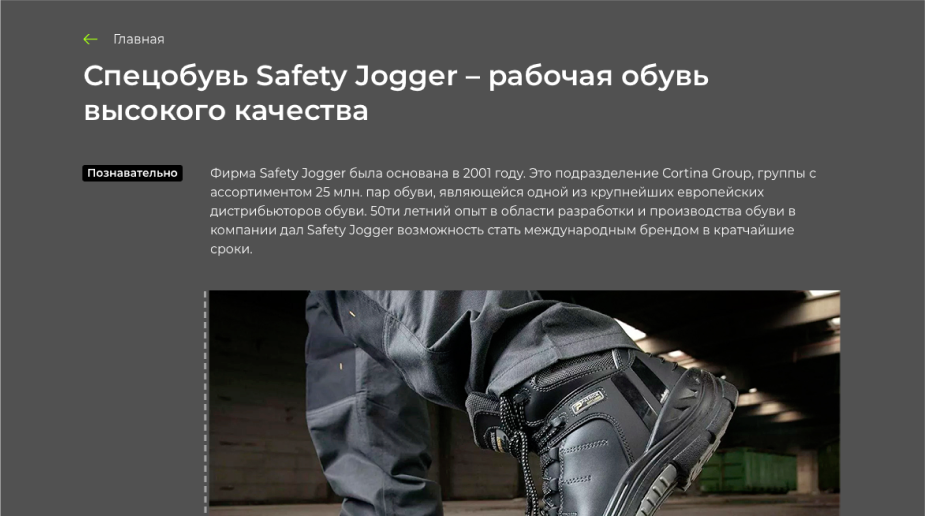 Главная
Спецобувь Safety Jogger – рабочая обувь
высокого качества
Познавательно
Фирма Safety Jogger была основана в 2001 году. Это подразделение Cortina Group, группы с
ассортиментом 25 млн. пар обуви, являющейся одной из крупнейших европейских
дистрибьюторов обуви. 50ти летний опыт в области разработки и производства обуви в
компании дал Safety Jogger возможность стать международным брендом в кратчайшие
сроки.